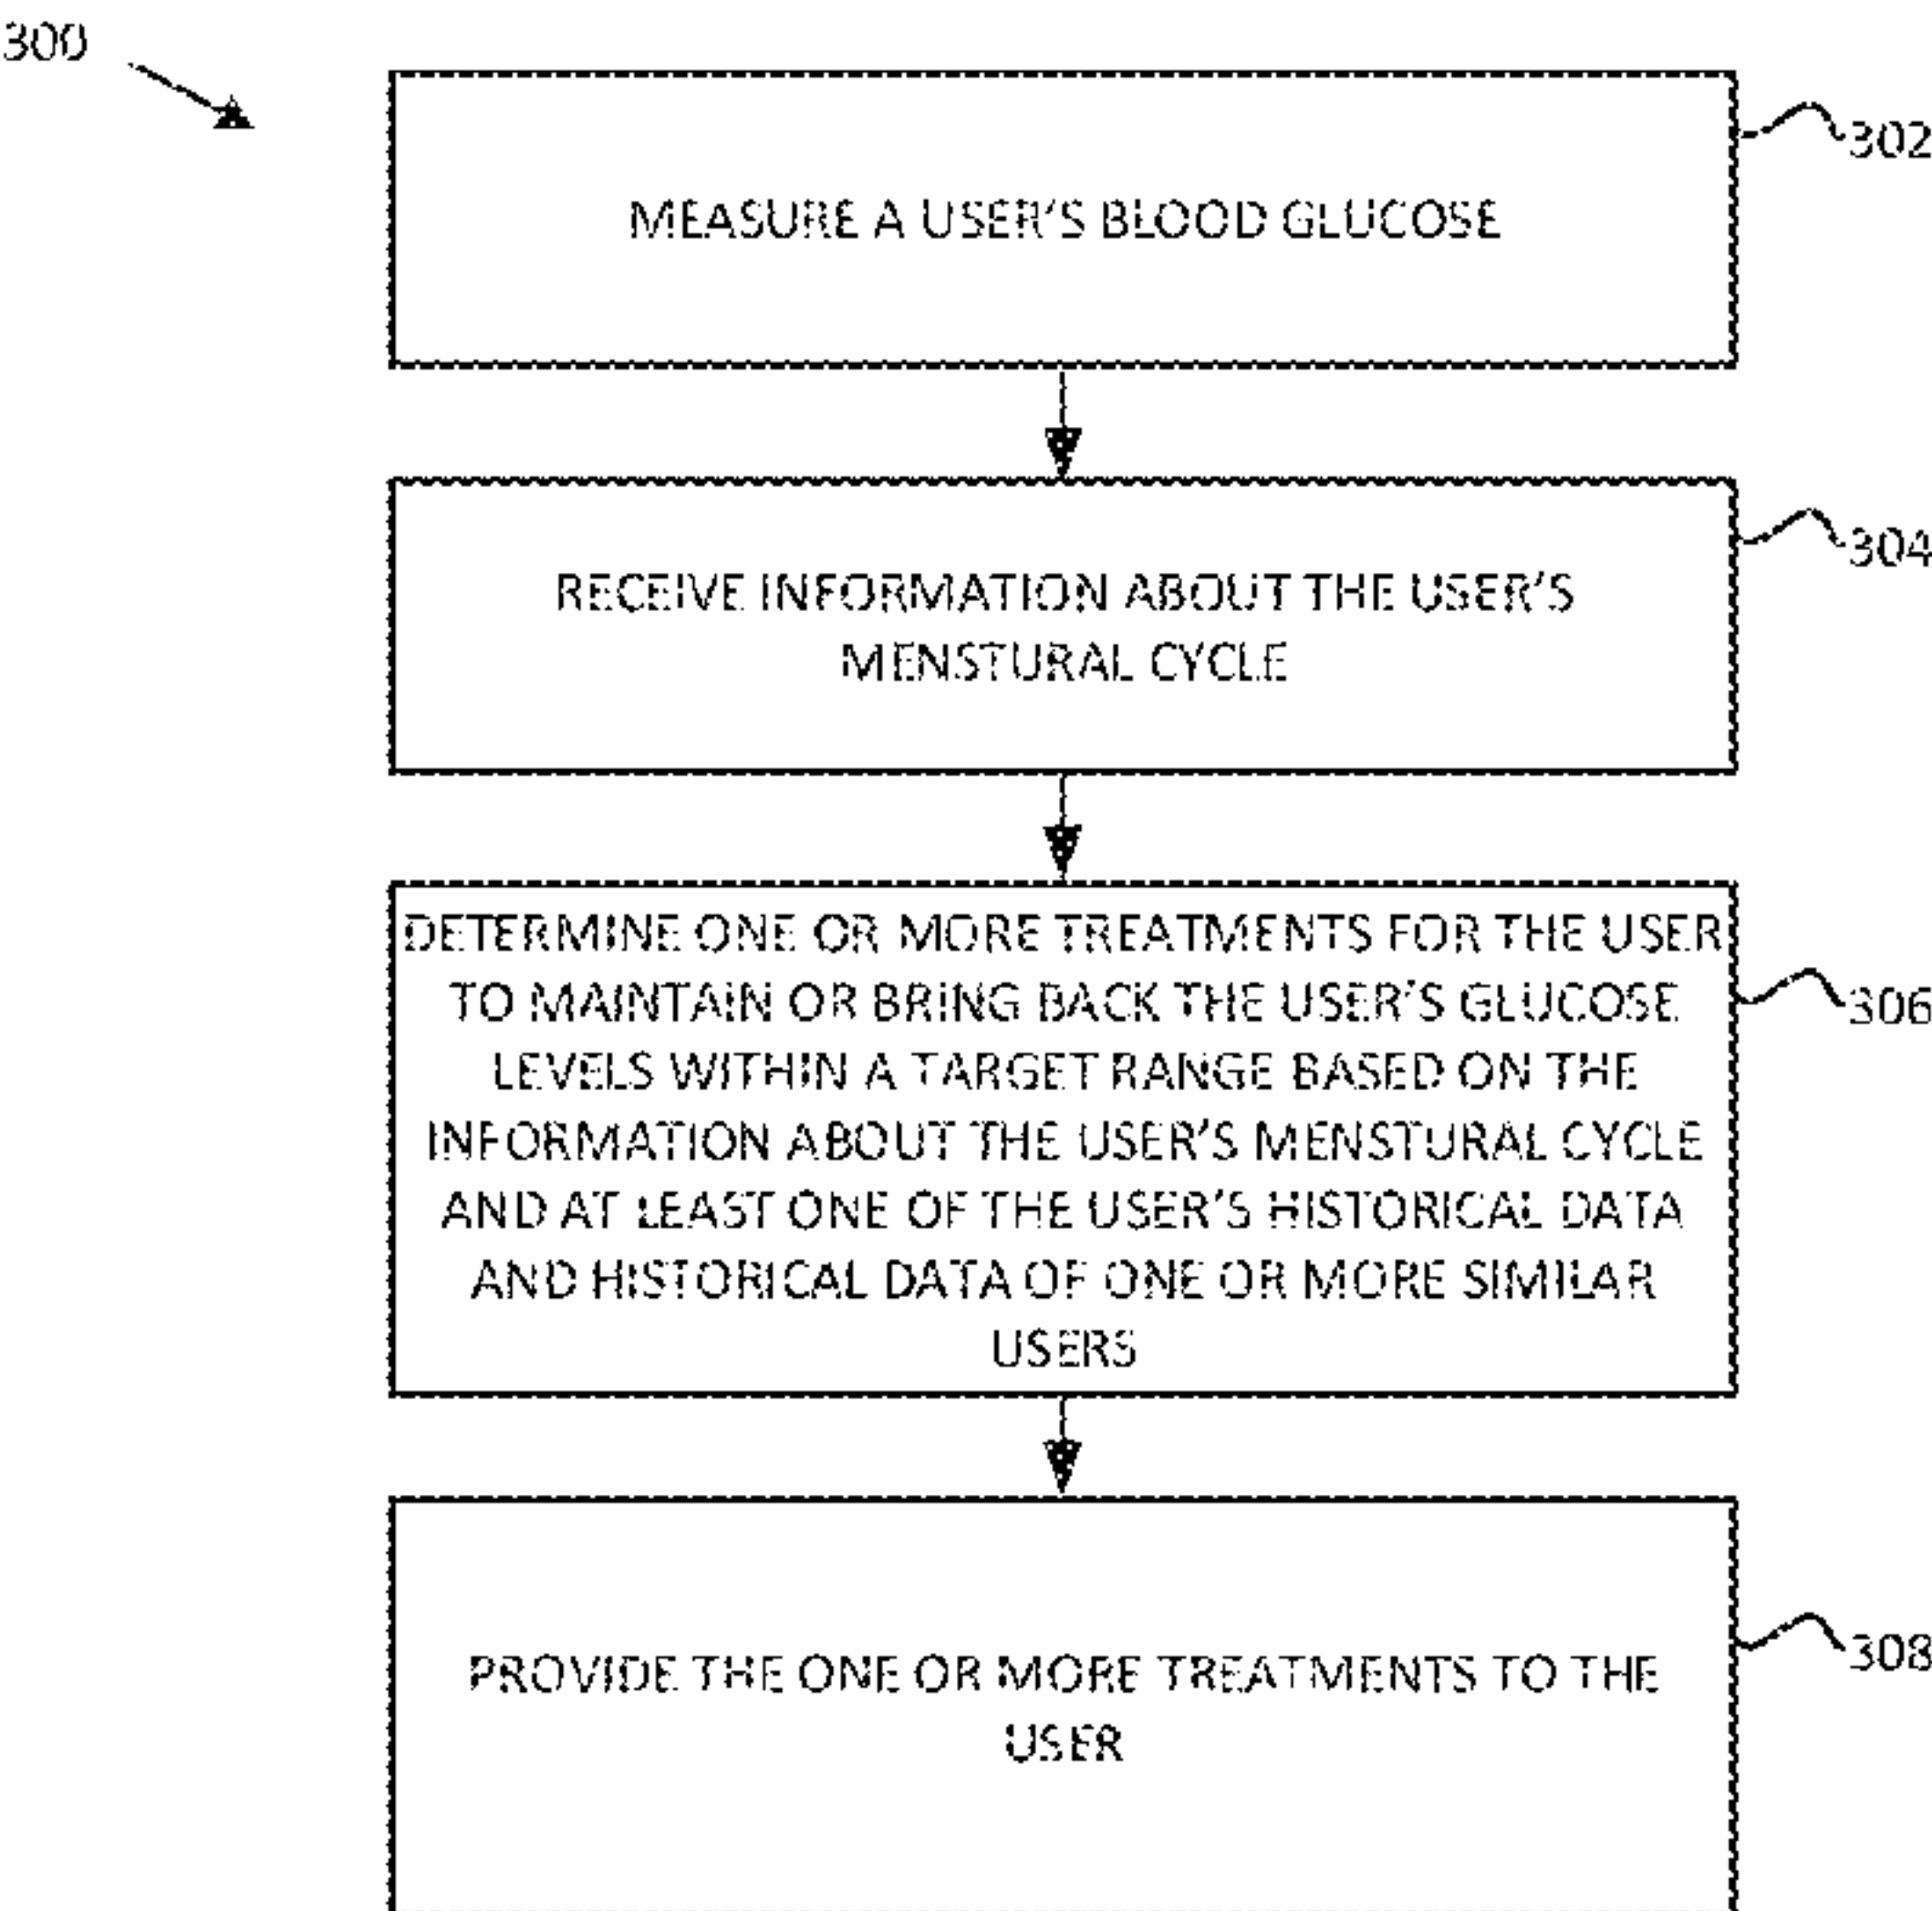 300
302
MEASURE A USER'S BLOOD GLUCOSE
304
RECEIVE INFORMATION ABOUT THE USER'S
MENSTURAL CYCLE
DETERMINE ONE OR MORE TREATMENTS FOR THE USER
TO MAINTAIN OR BRING BACK THE USER'S GLUCOSE
306
LEVELS WITHIN A TARGET RANGE BASED ON THE
INFORMATION ABOUT THE USER'S MENSTURAL CYCLE
AND AT LEAST ONE OF THE USER'S HISTORICAL DATA
AND HISTORICAL DATA OF ONE OR MORE SIMILAR
USERS
308
PROVIDE THE ONE OR MORE TREATMENTS TO THE
USER